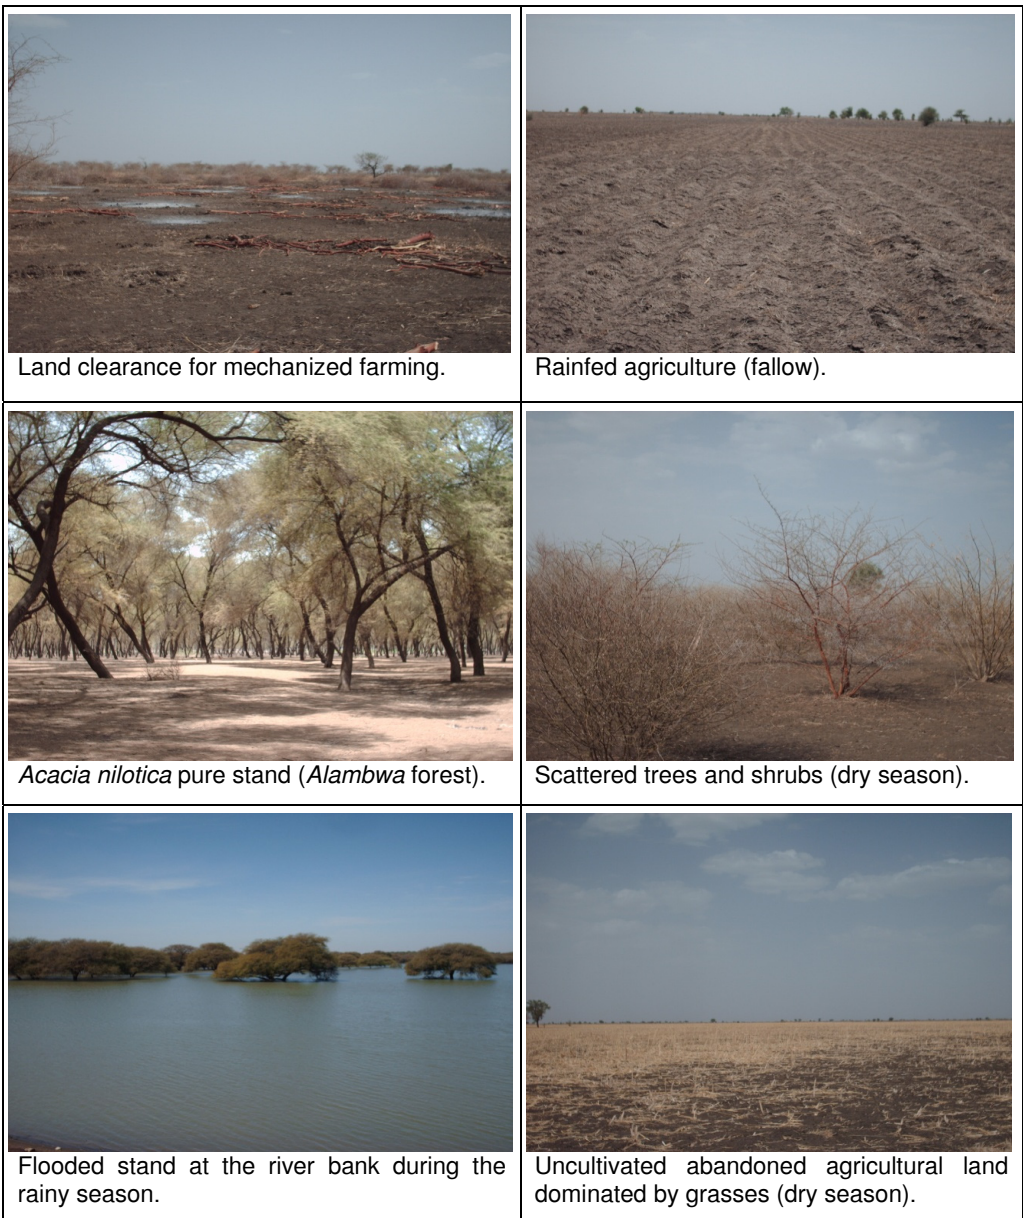 Land clearance for mechanized farming.
Rainfed agriculture (fallow).
Acacia nilotica pure stand (Alambwa forest).
Scattered trees and shrubs (dry season).
Flooded stand at the river bank during the
rainy season.
Uncultivated abandoned agricultural land
dominated by grasses (dry season).